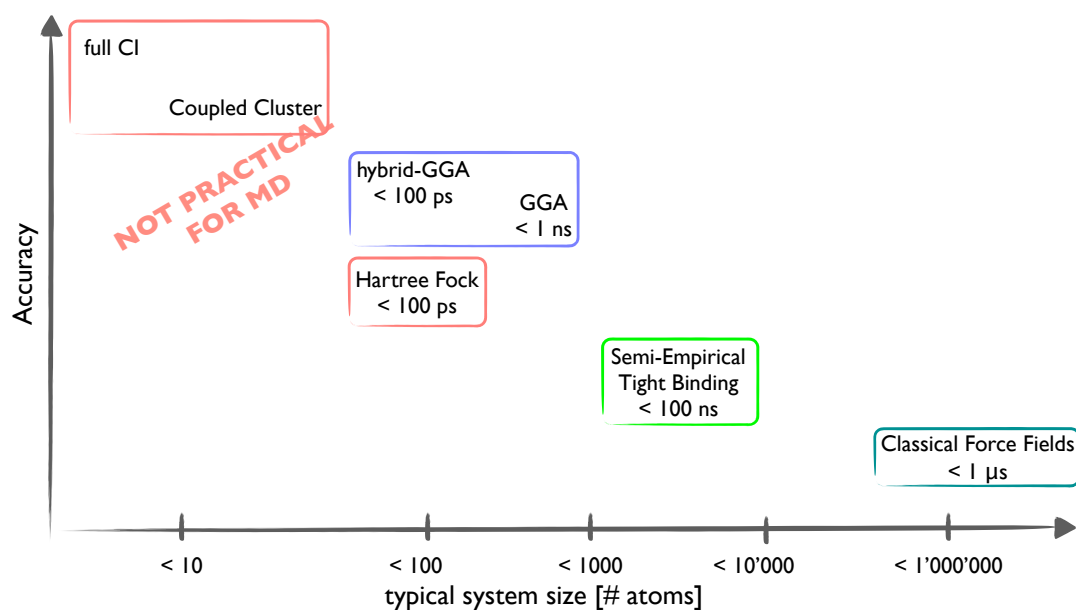 full CI
Coupled Cluster
NOT PRACTICAL
FOR MD
hybrid-GGA
< 100 ps
GGA
< 1 ns
Hartree Fock
< 100 ps
Semi-Empirical
Tight Binding
< 100 ns
Classical Force Fields
< 1 µs
Accuracy
< 10
< 100
< 1000
< 10'000
< 1'000'000
typical system size [# atoms]